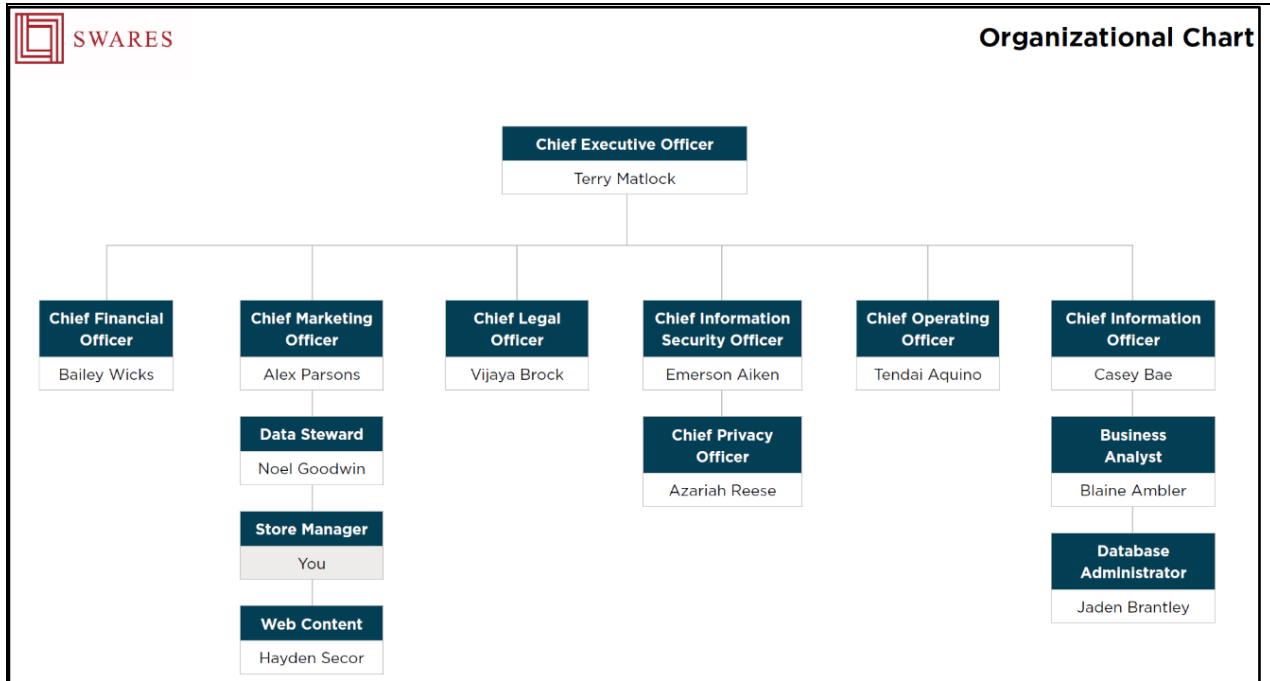 SWARES
Organizational Chart
Chief Executive Officer
Terry Matlock
Chief Financial
Officer
Bailey Wicks
Chief Marketing
Officer
Alex Parsons
Data Steward
Noel Goodwin
Store Manager
You
Web Content
Hayden Secor
Chief Legal
Officer
Vijaya Brock
Chief Information
Security Officer
Emerson Aiken
Chief Privacy
Officer
Azariah Reese
Chief Operating
Officer
Tendai Aquino
Chief Information
Officer
Casey Bae
Business
Analyst
Blaine Ambler
Database
Administrator
Jaden Brantley